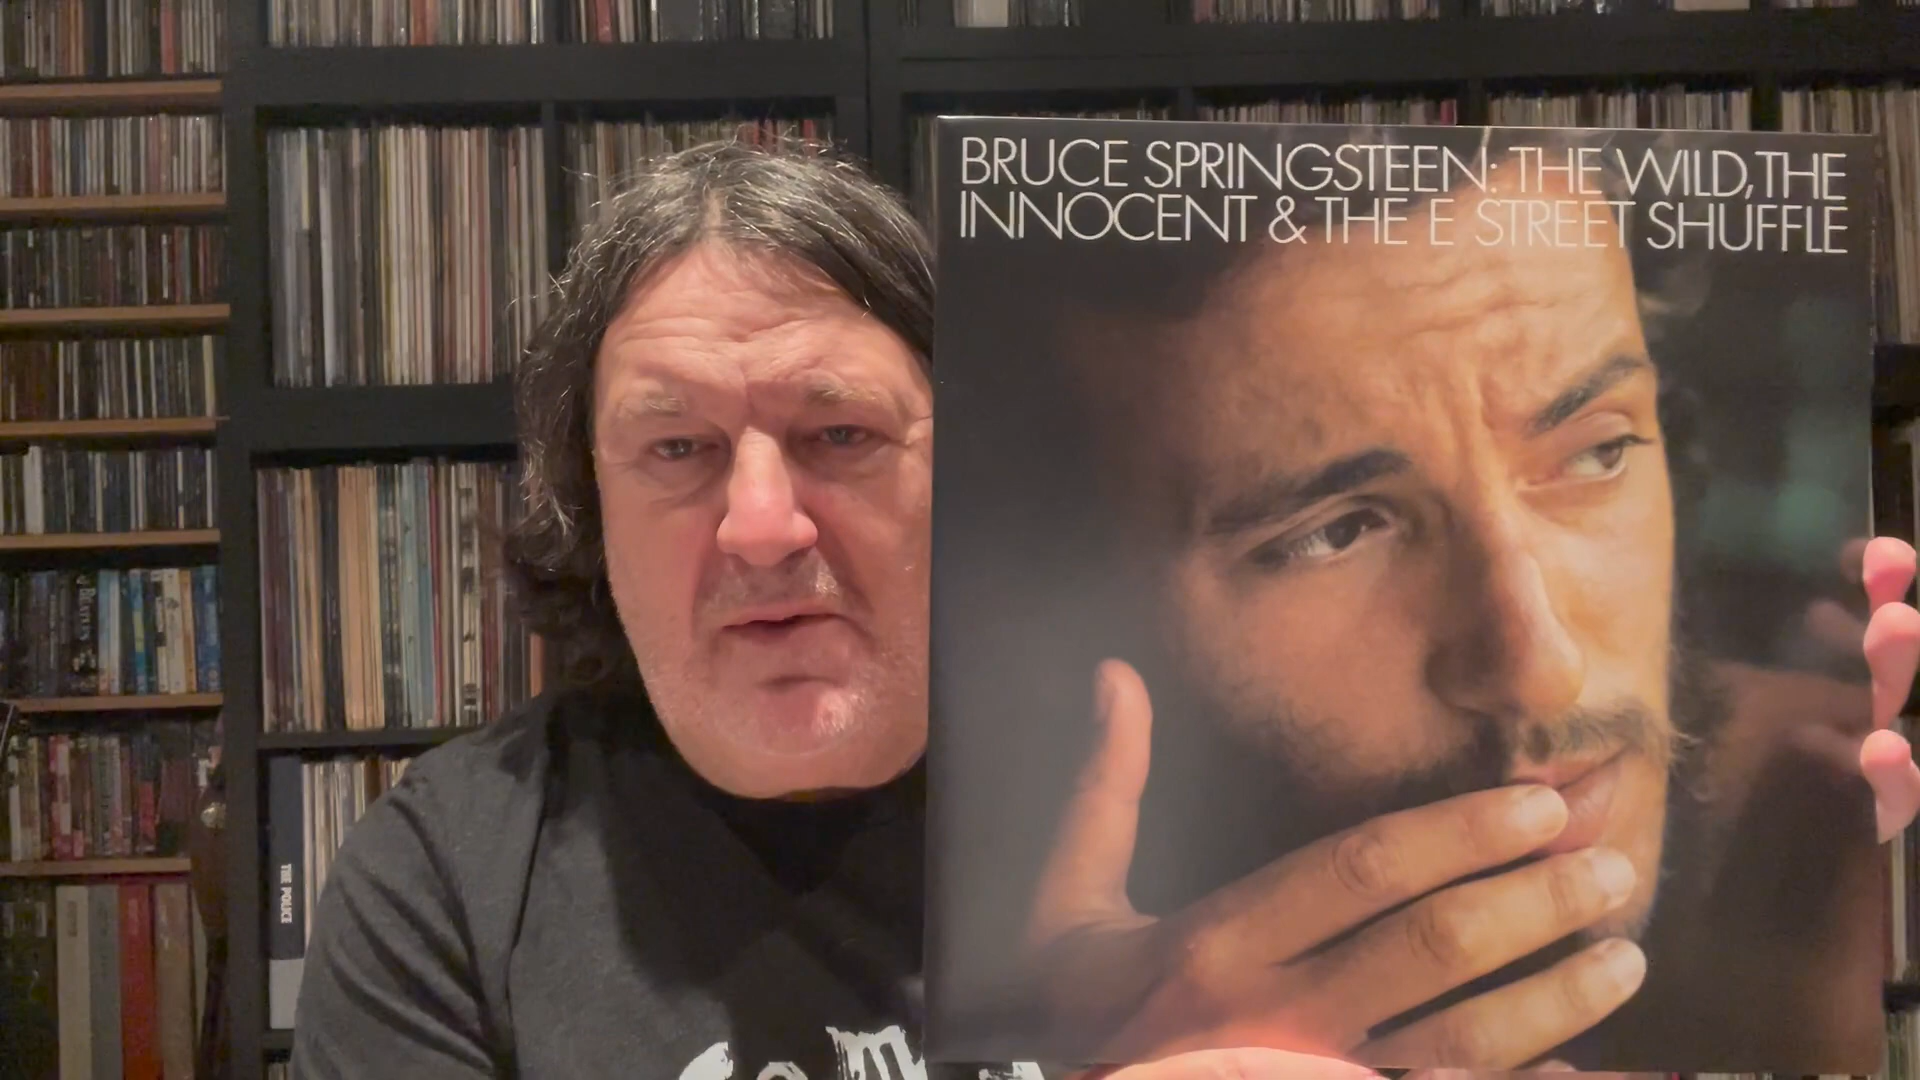 BRUCE SPRINGSTEEN: THE WILD, THE
INNOCENT & THE E STREET SHUFFLE
THE POLICE